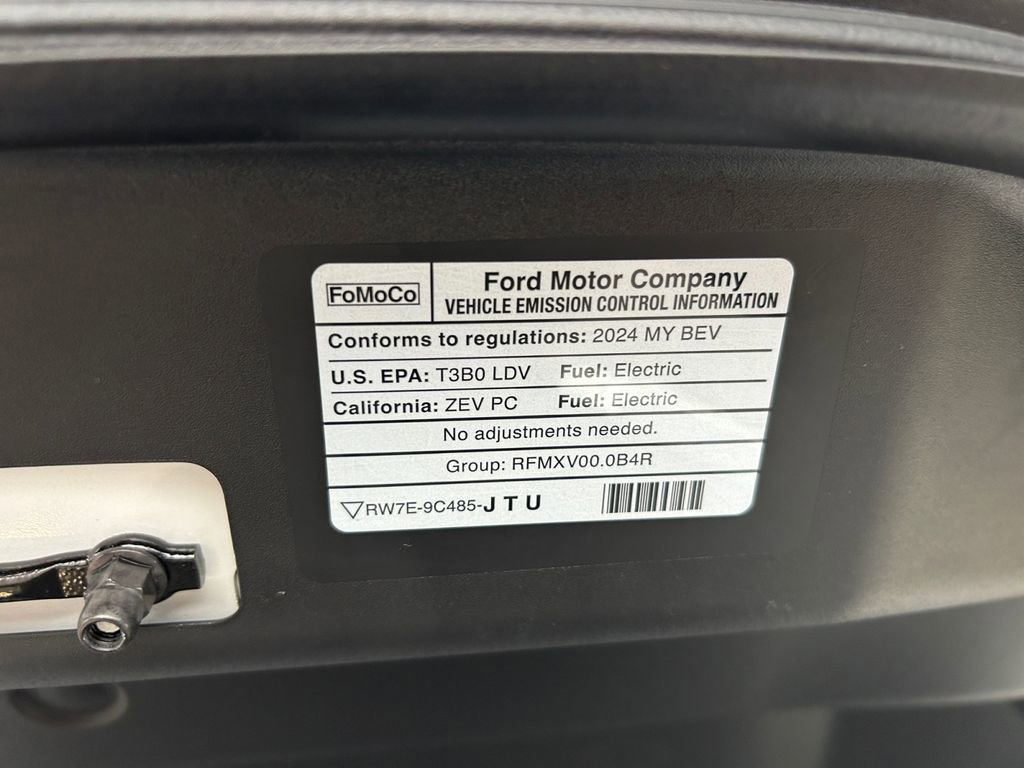 FoMoCo
Ford Motor Company
VEHICLE EMISSION CONTROL INFORMATION
Conforms to regulations: 2024 MY BEV
U.S. EPA: T3B0 LDV Fuel: Electric
California: ZEV PC Fuel: Electric
No adjustments needed.
Group: RFMXV00.0B4R
RW7E-9C485-JTU